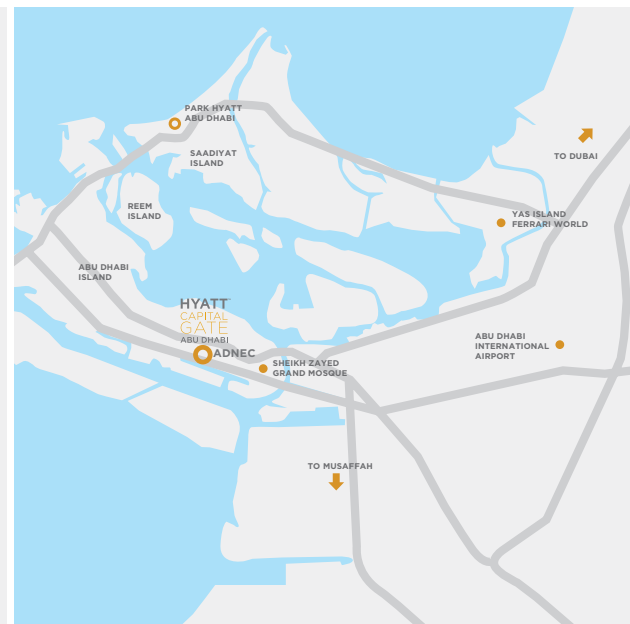 PARK HYATT
ABU DHABI
SAADIYAT
ISLAND
TO DUBAI
REEM
ISLAND
YAS ISLAND
FERRARI WORLD
ABU DHABI
ISLAND
HYATT
CAPITAL
GATE
ABU DHABI
ADNEC
ABU DHABI
INTERNATIONAL
AIRPORT
SHEIKH ZAYED
GRAND MOSQUE
TO MUSAFFAH